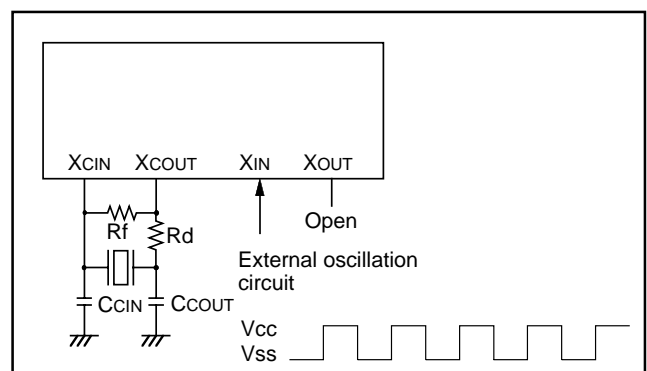 XCIN XCOUT XIN XOUT
Rf
Rd
Open
External oscillation
circuit
CCIN
CCOUT
Vcc
Vss